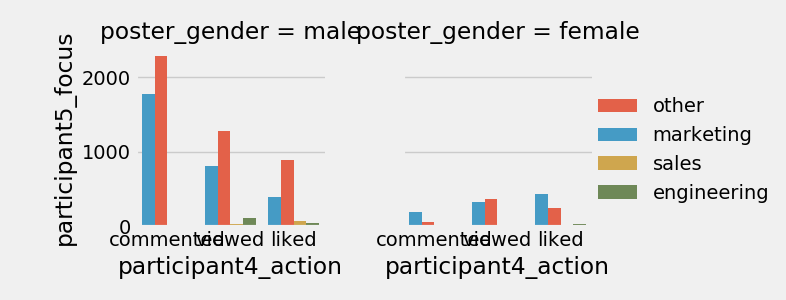 poster_gender = male
poster_gender = female
participant5_focus
2000
1000
0
commented
viewed
liked
commented
viewed
liked
participant4_action
participant4_action
other
marketing
sales
engineering